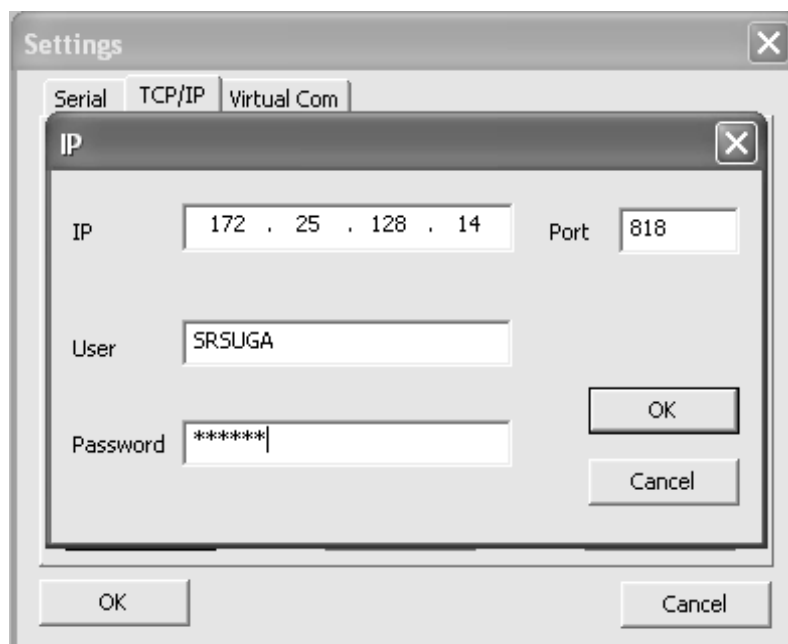 Settings
Serial TCP/IP Virtual Com
IP
IP 172 . 25 . 128 . 14 Port 818
User SRSUGA
OK
Password ******
Cancel
OK Cancel